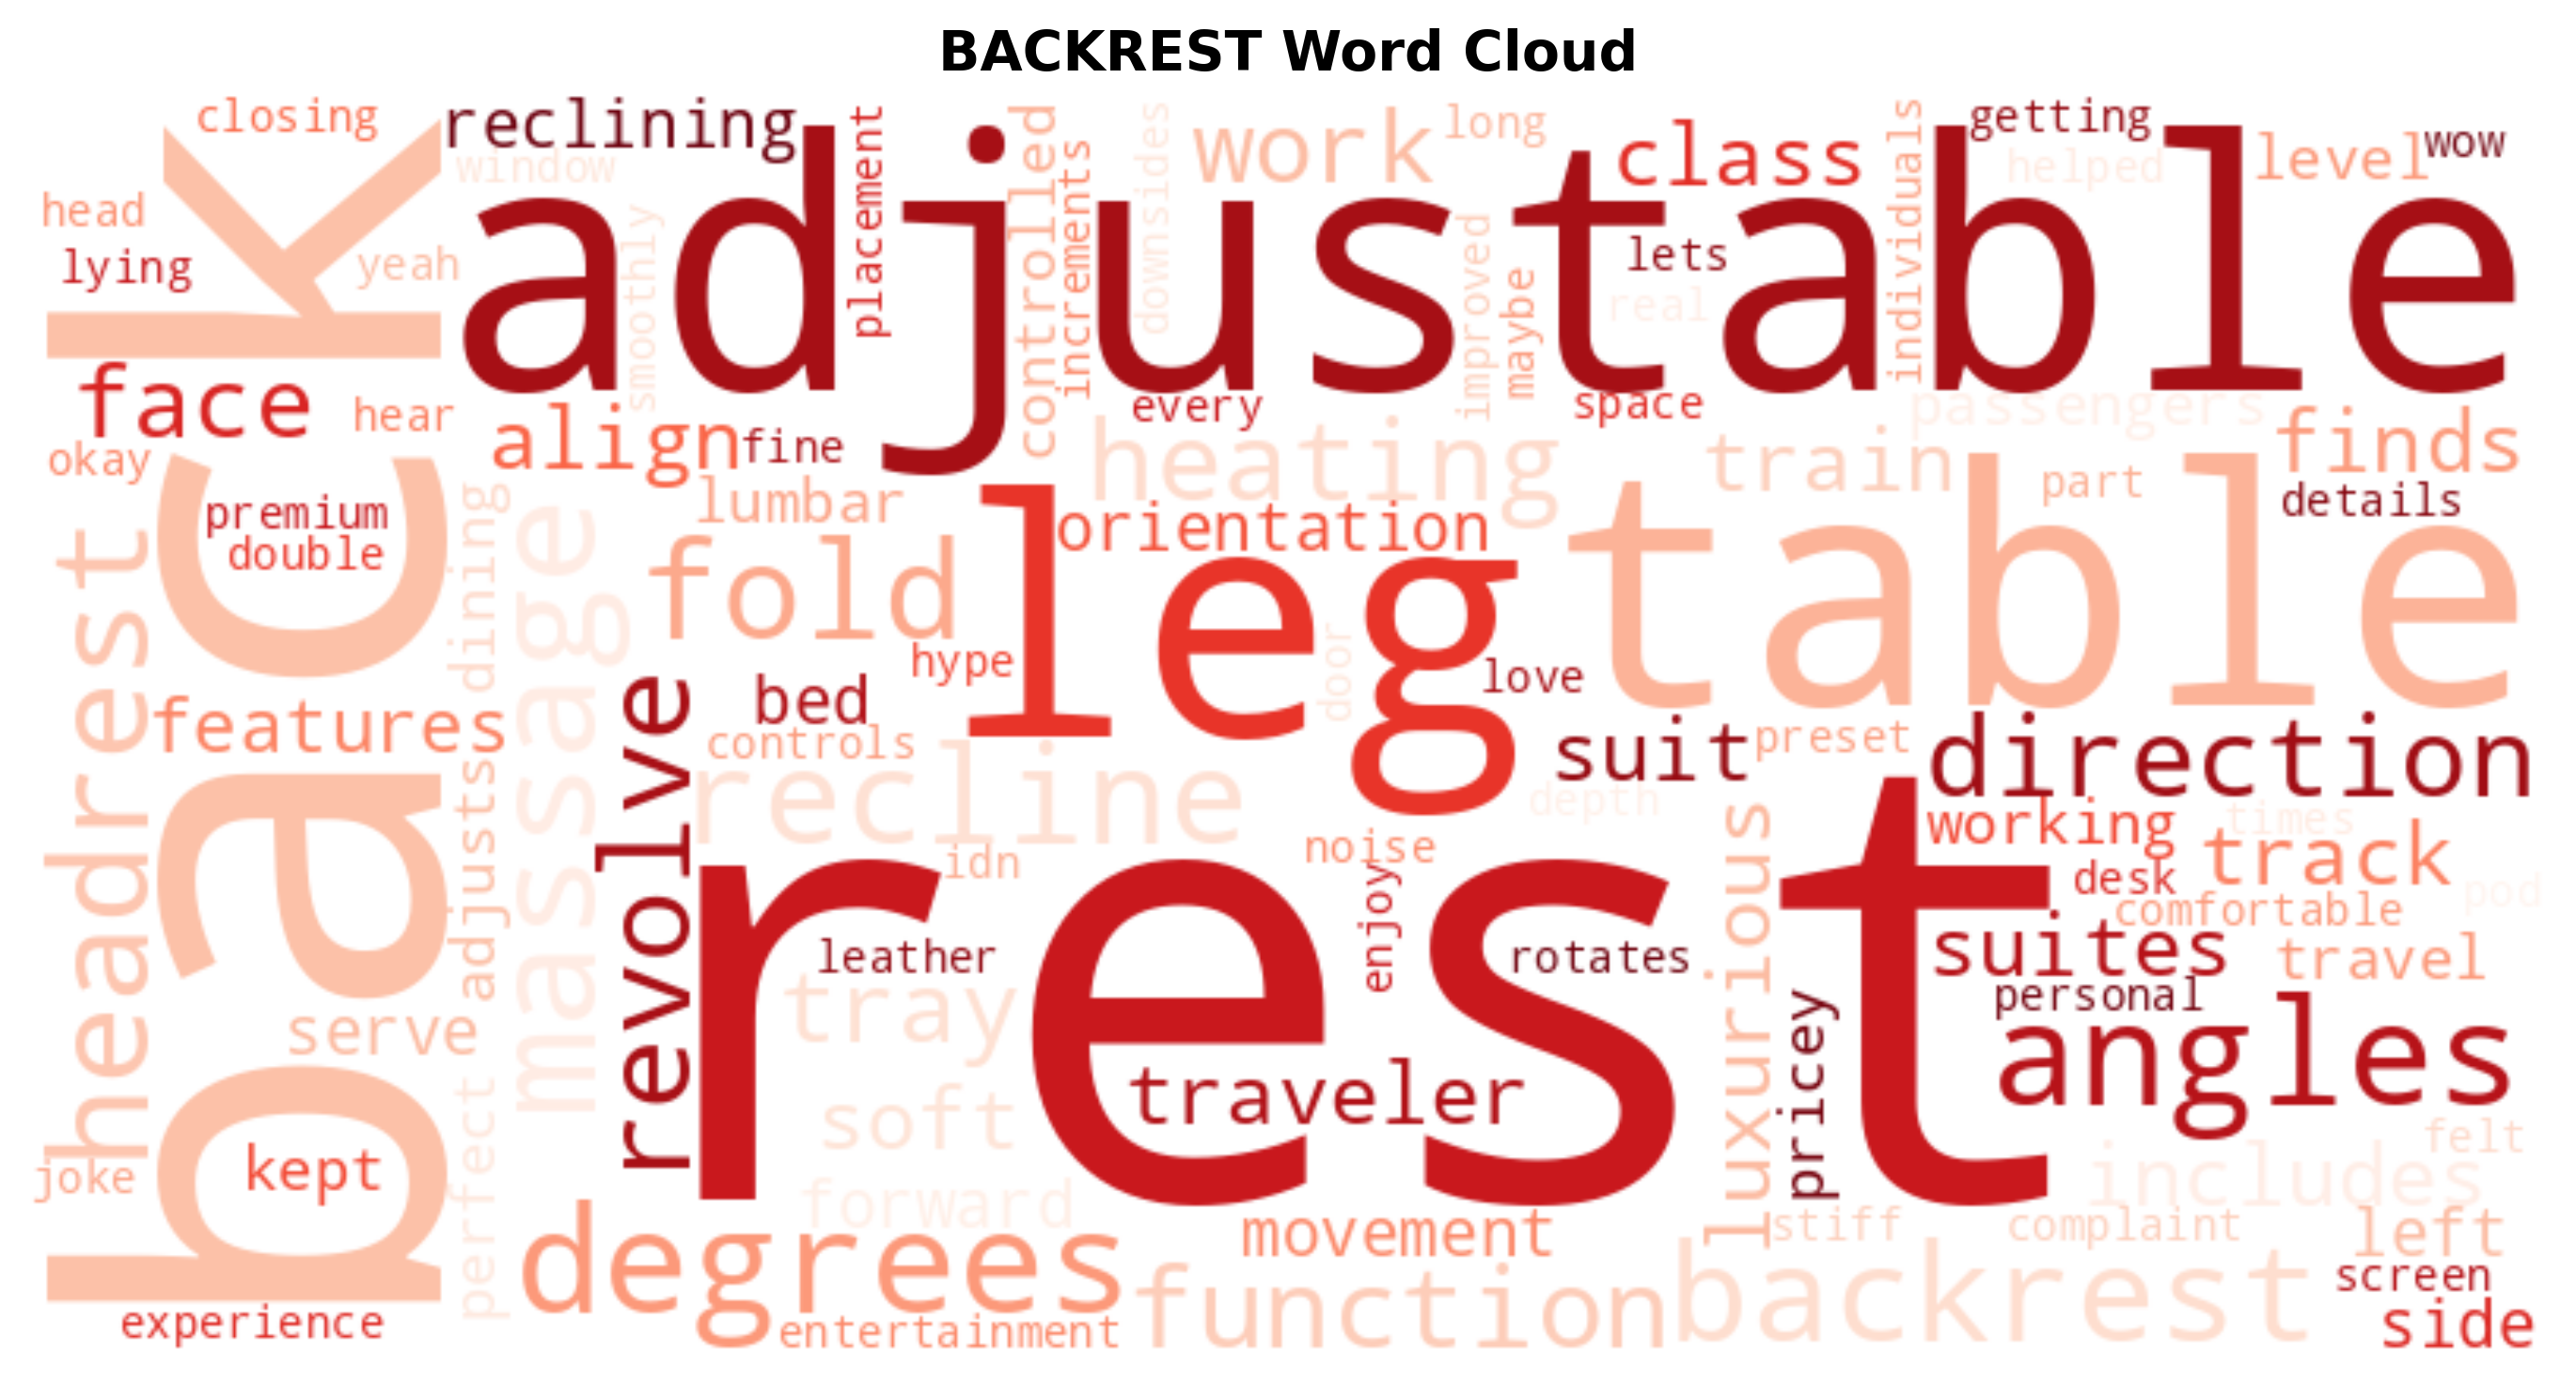 BACKREST Word Cloud
closing
reclining
placement
controlled
increments
downsides
work
long
class
individuals
getting
helped
level
wow
window
head
lying
yeah
back
adjustable
smoothly
improved
maybe
lets
real
face
hear
okay
align
fine
every
space
heating
train
passengers
finds
part
details
premium
double
headrest
dining
massage
lumbar
orientation
leg
table
fold
hype
door
love
features
adjusts
revolve
bed
controls
recline
suit
preset
direction
depth
luxurious
working
times
track
desk
comfortable
pod
idn
noise
enjoy
rest
leather
rotates
suites
travel
personal
pricey
angles
serve
tray
traveler
soft
perfect
kept
joke
forward
felt
includes
degrees
movement
stiff
complaint
left
function
backrest
screen
side
experience
entertainment